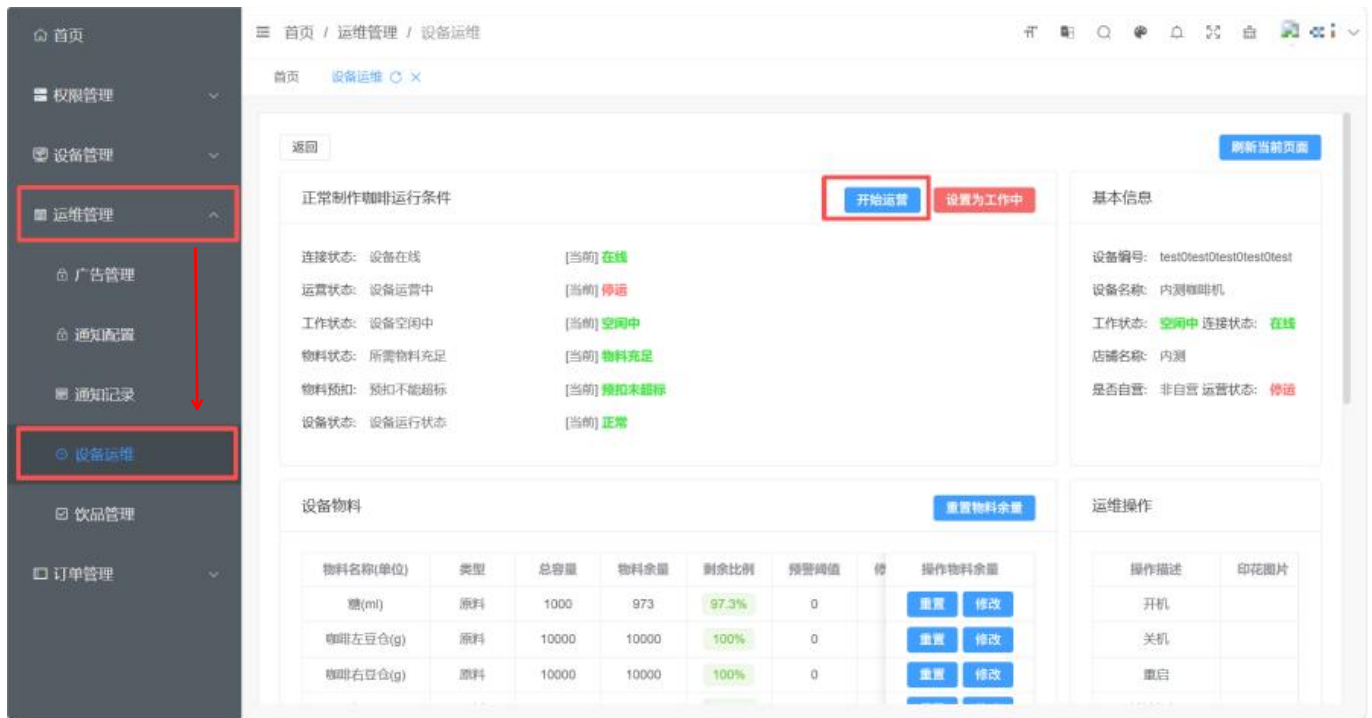 首页
权限管理
设备管理
运维管理
广告管理
通知配置
通知记录
设备运维
饮品管理
订单管理
首页 / 运维管理 / 设备运维
首页 设备运维
返回 刷新当前页面
正常制作咖啡运行条件 开始运营 设置为工作中
连接状态: 设备在线 [当前] 在线
运营状态: 设备运营中 [当前] 停运
工作状态: 设备空闲中 [当前] 空闲中
物料状态: 所需物料充足 [当前] 物料充足
物料预扣: 预扣不能超标 [当前] 预扣未超标
设备状态: 设备运行状态 [当前] 正常
基本信息
设备编号: test0test0test0test0test
设备名称: 内测咖啡机
工作状态: 空闲中 连接状态: 在线
店铺名称: 内测
是否自营: 非自营 运营状态: 停运
设备物料 重置物料余量
物料名称(单位) 类型 总容量 物料余量 剩余比例 预警阈值 操作物料余量
糖(ml) 原料 1000 973 97.3% 0 重置 修改
咖啡左豆仓(g) 原料 10000 10000 100% 0 重置 修改
咖啡右豆仓(g) 原料 10000 10000 100% 0 重置 修改
运维操作
操作描述 印花图片
开机
关机
重启